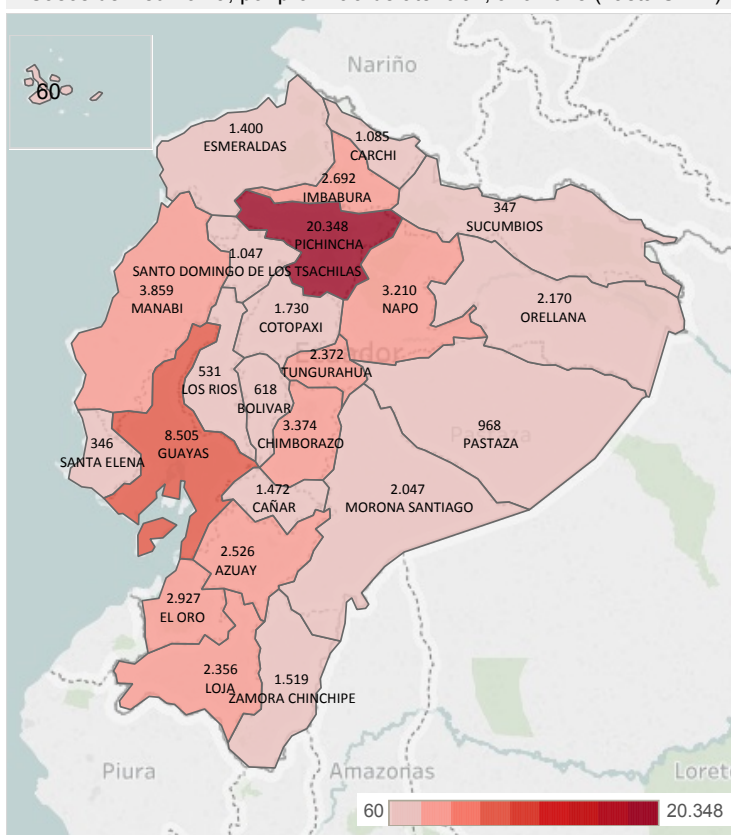 Nariño
60
1.400
ESMERALDAS
1.085
CARCHI
2.692
IMBABURA
347
SUCUMBIOS
20.348
PICHINCHA
1.047
SANTO DOMINGO DE LOS TSACHILAS
3.859
MANABI
3.210
NAPO
2.170
ORELLANA
1.730
COTOPAXI
Ecuador
2.372
TUNGURAHUA
531
LOS RIOS
618
BOLIVAR
3.374
CHIMBORAZO
968
PASTAZA
8.505
GUAYAS
346
SANTA ELENA
1.472
CAÑAR
2.047
MORONA SANTIAGO
2.526
AZUAY
2.927
EL ORO
2.356
LOJA
1.519
ZAMORA CHINCHIPE
Piura
Amazonas
Loreto
60
20.348